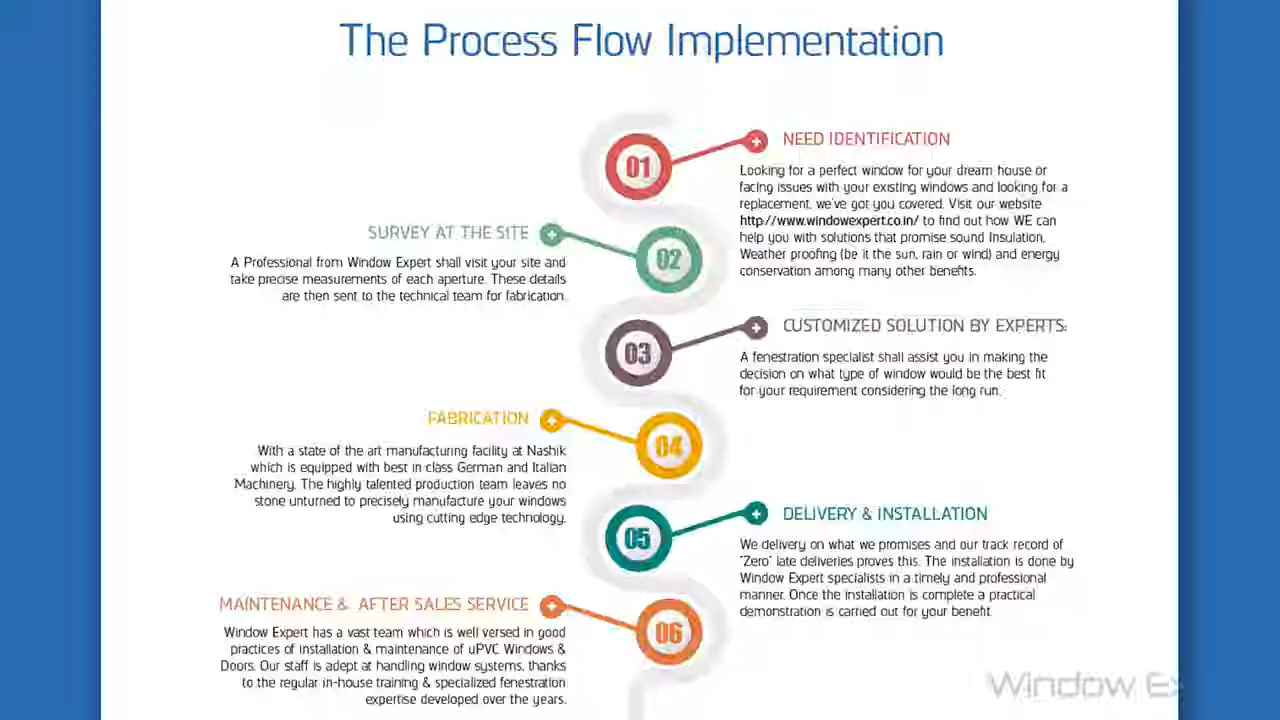 The Process Flow Implementation
01
NEED IDENTIFICATION
Looking for a perfect window for your dream house or
facing issues with your existing windows and looking for a
replacement, we've got you covered. Visit our website
http://www.windowexpert.co.in/ to find out how WE can
help you with solutions that promise sound Insulation,
Weather proofing (be it the sun, rain or wind) and energy
conservation among many other benefits.
SURVEY AT THE SITE
02
A Professional from Window Expert shall visit your site and
take precise measurements of each aperture. These details
are then sent to the technical team for fabrication.
03
CUSTOMIZED SOLUTION BY EXPERTS:
A fenestration specialist shall assist you in making the
decision on what type of window would be the best fit
for your requirement considering the long run.
FABRICATION
04
With a state of the art manufacturing facility at Nashik
which is equipped with best in class German and Italian
Machinery. The highly talented production team leaves no
stone unturned to precisely manufacture your windows
using cutting edge technology.
05
DELIVERY & INSTALLATION
We delivery on what we promises and our track record of
"Zero" late deliveries proves this. The installation is done by
Window Expert specialists in a timely and professional
manner. Once the installation is complete a practical
demonstration is carried out for your benefit
MAINTENANCE & AFTER SALES SERVICE
06
Window Expert has a vast team which is well versed in good
practices of installation & maintenance of uPVC Windows &
Doors. Our staff is adept at handling window systems, thanks
to the regular in-house training & specialized fenestration
expertise developed over the years.
Window